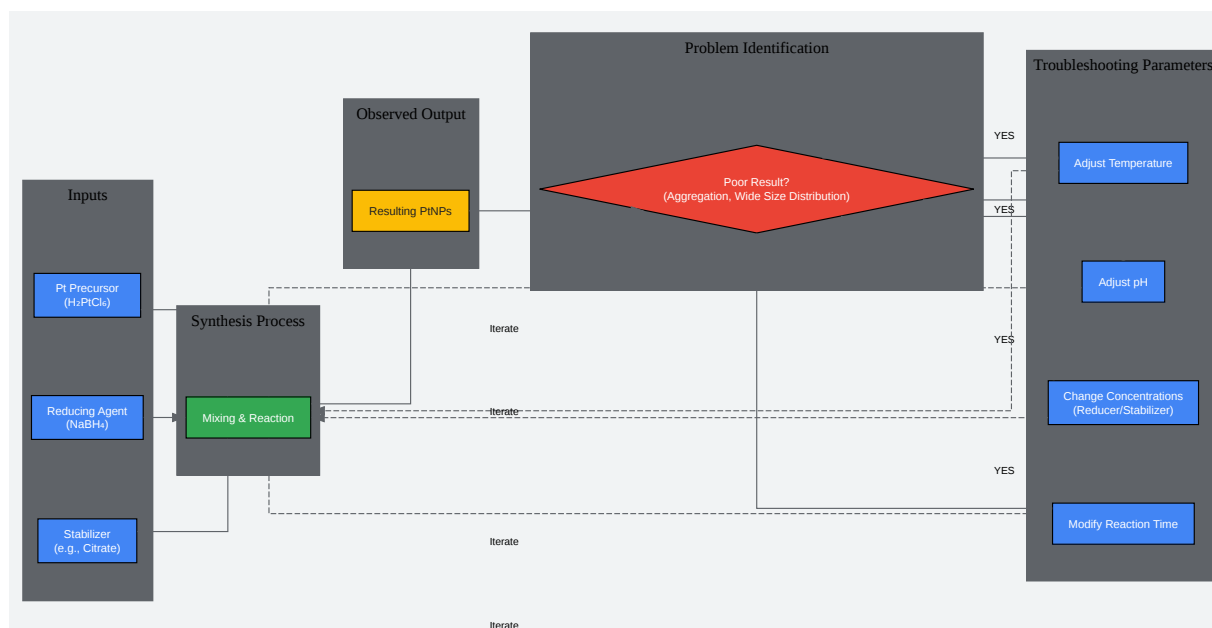 Inputs
Pt Precursor
(H₂PtCl₆)
Reducing Agent
(NaBH₄)
Stabilizer
(e.g., Citrate)
Synthesis Process
Mixing & Reaction
Observed Output
Resulting PtNPs
Problem Identification
Poor Result?
(Aggregation, Wide Size Distribution)
YES
YES
YES
YES
Iterate
Iterate
Iterate
Iterate
Troubleshooting Parameters
Adjust Temperature
Adjust pH
Change Concentrations
(Reducer/Stabilizer)
Modify Reaction Time